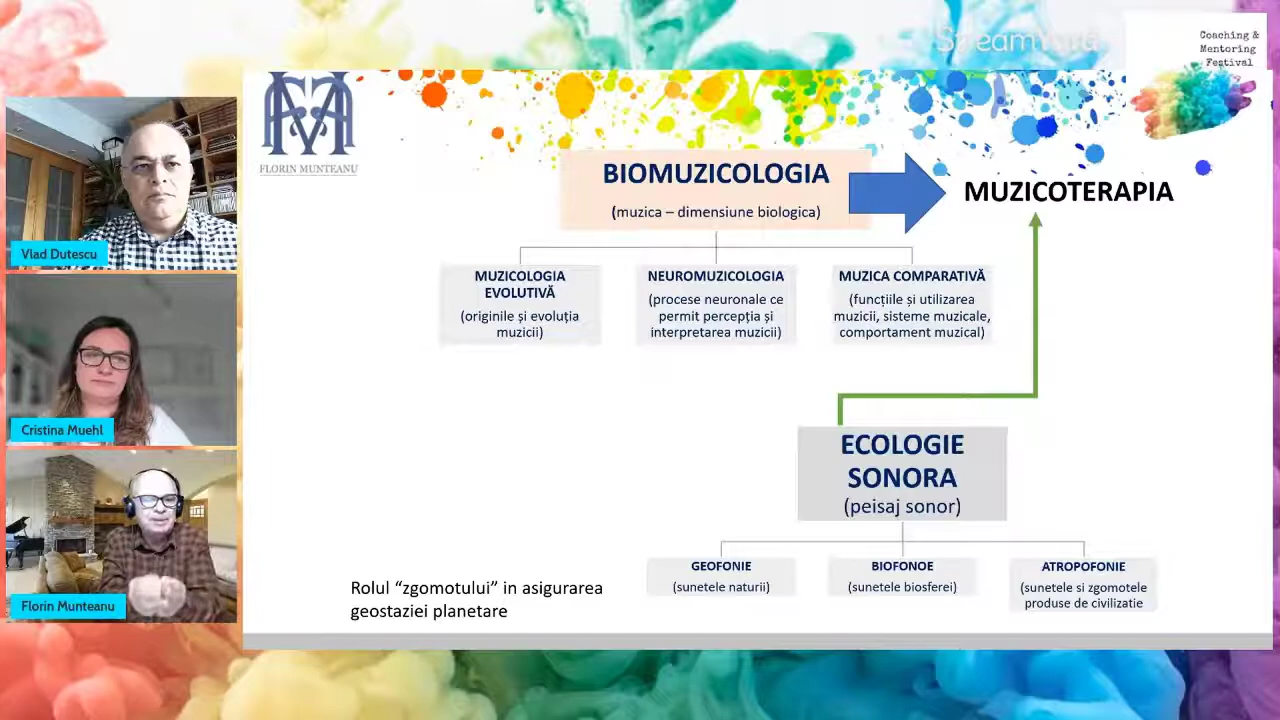 StreamYard
Coaching &
Mentoring
Festival
FLORIN MUNTEANU
BIOMUZICOLOGIA
(muzica – dimensiune biologica)
MUZICOTERAPIA
MUZICOLOGIA
EVOLUTIVĂ
(originile și evoluția
muzicii)
NEUROMUZICOLOGIA
(procese neuronale ce
permit percepția și
interpretarea muzicii)
MUZICA COMPARATIVĂ
(funcțiile și utilizarea
muzicii, sisteme muzicale,
comportament muzical)
ECOLOGIE
SONORA
(peisaj sonor)
GEOFONIE
(sunetele naturii)
BIOFONOE
(sunetele biosferei)
ATROPOFONIE
(sunetele si zgomotele
produse de civilizatie
Rolul “zgomotului” in asigurarea
geostaziei planetare
Vlad Dutescu
Cristina Muehl
Florin Munteanu